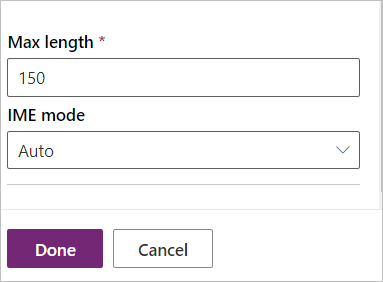 Max length *
150
IME mode
Auto
Done
Cancel